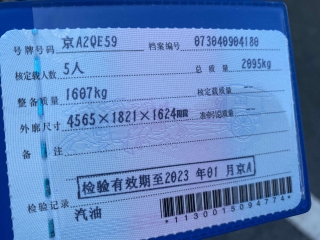 号牌号码 京A2QE59 档案编号 073040904180
核定载人数 5人 总质量 2095kg
整备质量 1607kg 核定载质量
外廓尺寸 4565×1821×1624mm 准牵引总质量
备注
检验有效期至2023年01月京A
检验记录 汽油
*1130015094774*